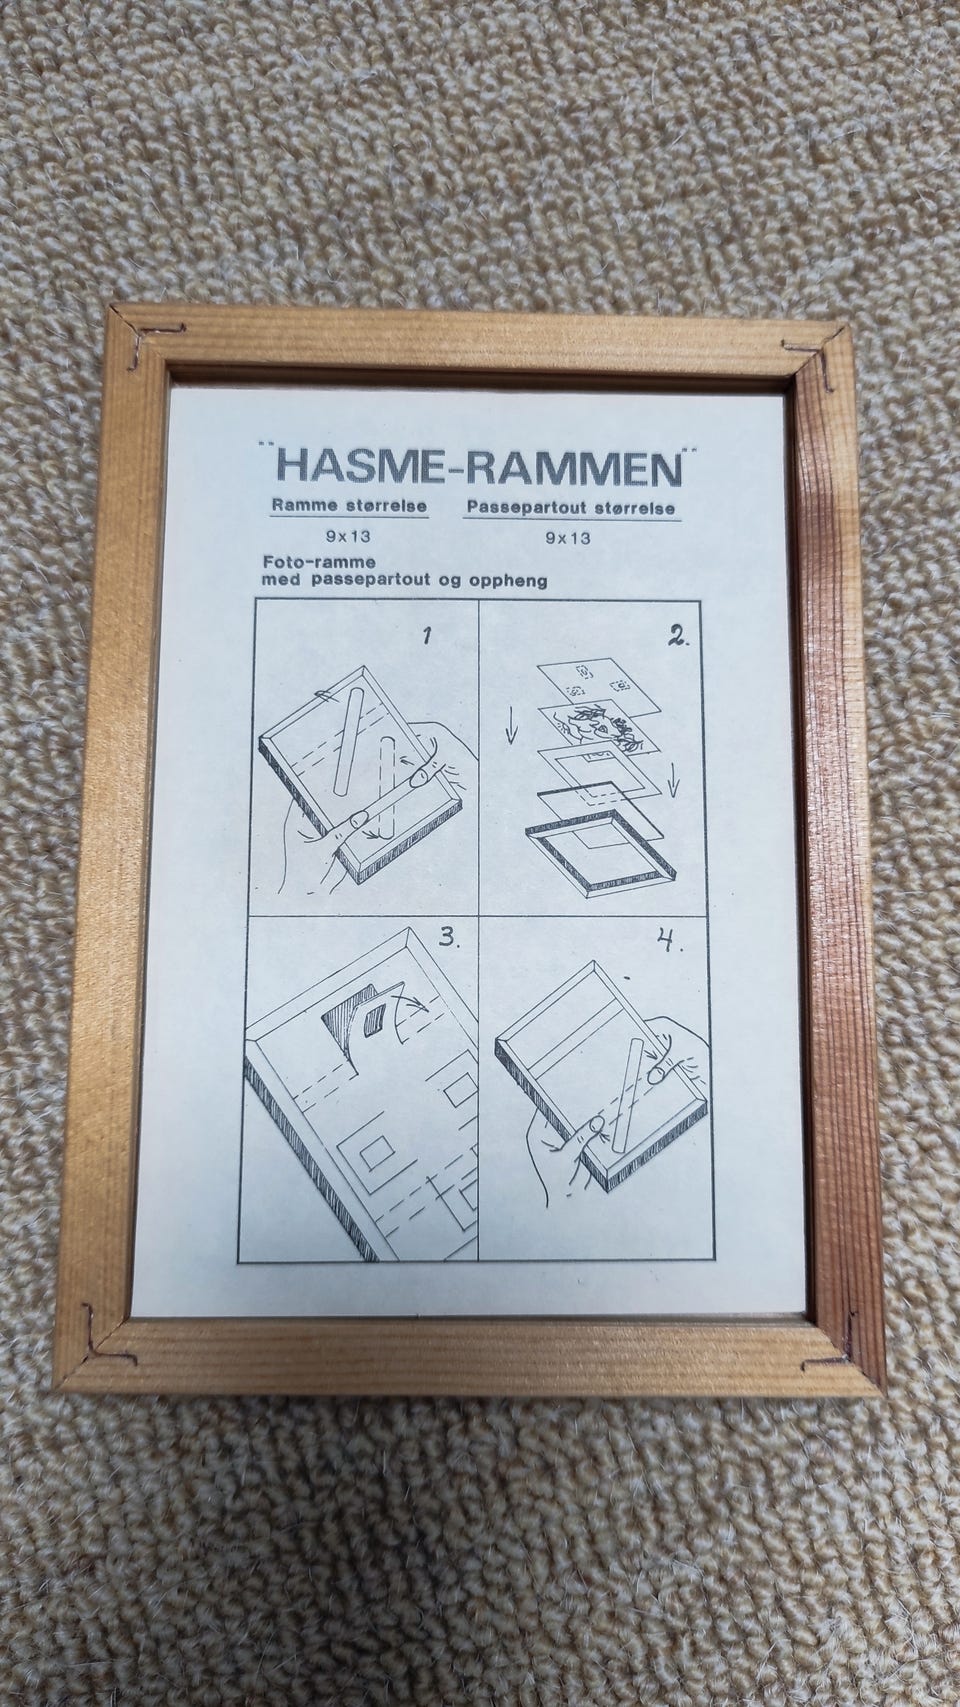 "HASME-RAMMEN"
Ramme størrelse Passepartout størrelse
9x13 9x13
Foto-ramme
med passepartout og oppheng
1 2.
3. 4.